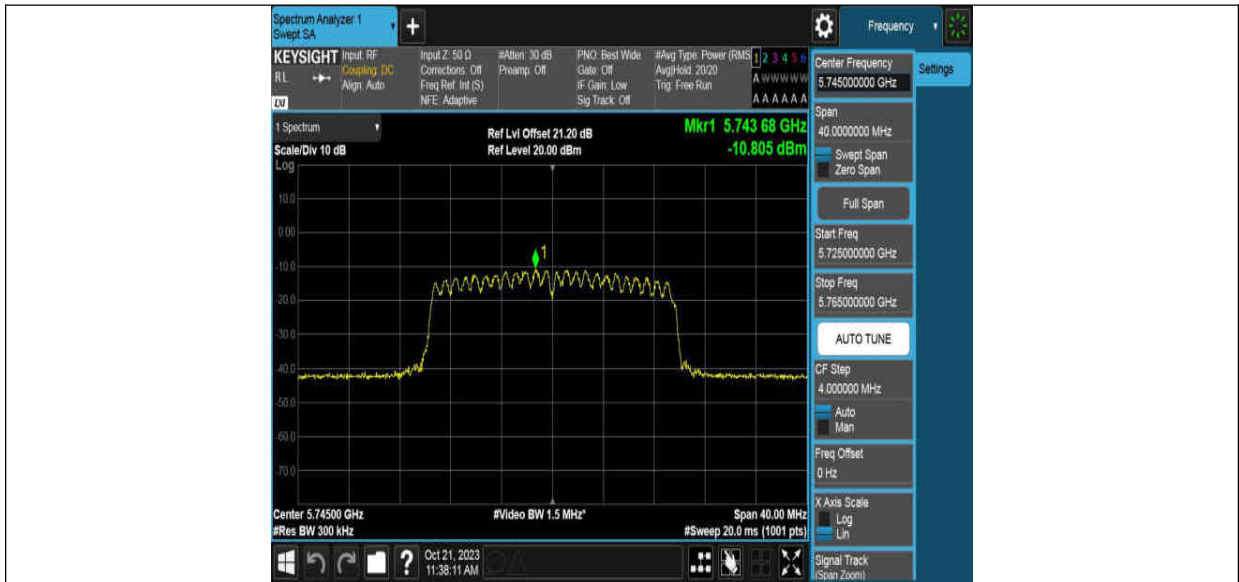 Spectrum Analyzer 1
Swept SA
+
Frequency
KEYSIGHT
RL
LXI
Input: RF
Coupling: DC
Align: Auto
Input Z: 50 Ω
Corrections: Off
Freq Ref: Int (S)
NFE: Adaptive
#Atten: 30 dB
Preamp: Off
PNO: Best Wide
Gate: Off
IF Gain: Low
Sig Track: Off
#Avg Type: Power (RMS
Avg|Hold: 20/20
Trig: Free Run
1 2 3 4 5 6
A W W W W W
A A A A A A
1 Spectrum
Scale/Div 10 dB
Log
Ref Lvl Offset 21.20 dB
Ref Level 20.00 dBm
Mkr1 5.743 68 GHz
-10.805 dBm
10.0
0.00
-10.0
-20.0
-30.0
-40.0
-50.0
-60.0
-70.0
1
Center 5.74500 GHz
#Res BW 300 kHz
#Video BW 1.5 MHz*
Span 40.00 MHz
#Sweep 20.0 ms (1001 pts)
?
Oct 21, 2023
11:38:11 AM
Center Frequency
5.745000000 GHz
Settings
Span
40.0000000 MHz
Swept Span
Zero Span
Full Span
Start Freq
5.725000000 GHz
Stop Freq
5.765000000 GHz
AUTO TUNE
CF Step
4.000000 MHz
Auto
Man
Freq Offset
0 Hz
X Axis Scale
Log
Lin
Signal Track
(Span Zoom)